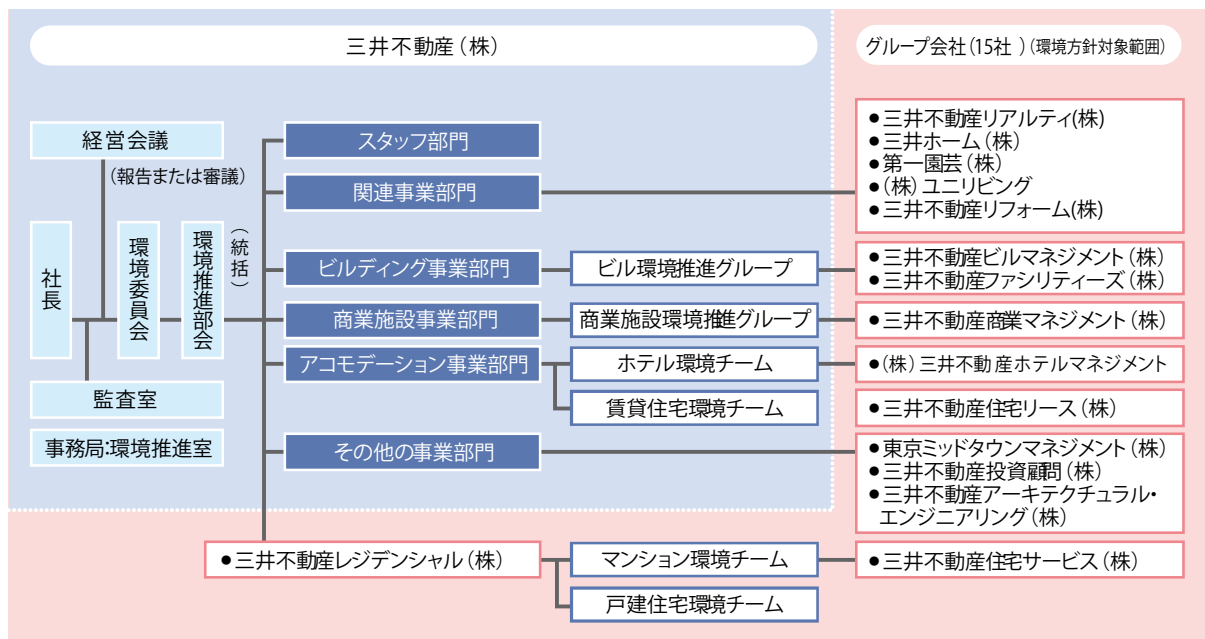 三井不動産(株)
グループ会社(15社)(環境方針対象範囲)
経営会議
(報告または審議)
社長
環境委員会
環境推進部会
(統括)
監査室
事務局:環境推進室
スタッフ部門
関連事業部門
ビルディング事業部門
商業施設事業部門
アコモデーション事業部門
その他の事業部門
ビル環境推進グループ
商業施設環境推進グループ
ホテル環境チーム
賃貸住宅環境チーム
●三井不動産リアルティ(株)
●三井ホーム(株)
●第一園芸(株)
●(株)ユニリビング
●三井不動産リフォーム(株)
●三井不動産ビルマネジメント(株)
●三井不動産ファシリティーズ(株)
●三井不動産商業マネジメント(株)
●(株)三井不動産ホテルマネジメント
●三井不動産住宅リース(株)
●東京ミッドタウンマネジメント(株)
●三井不動産投資顧問(株)
●三井不動産アーキテクチュラル・
エンジニアリング(株)
●三井不動産レジデンシャル(株)
マンション環境チーム
戸建住宅環境チーム
●三井不動産住宅サービス(株)